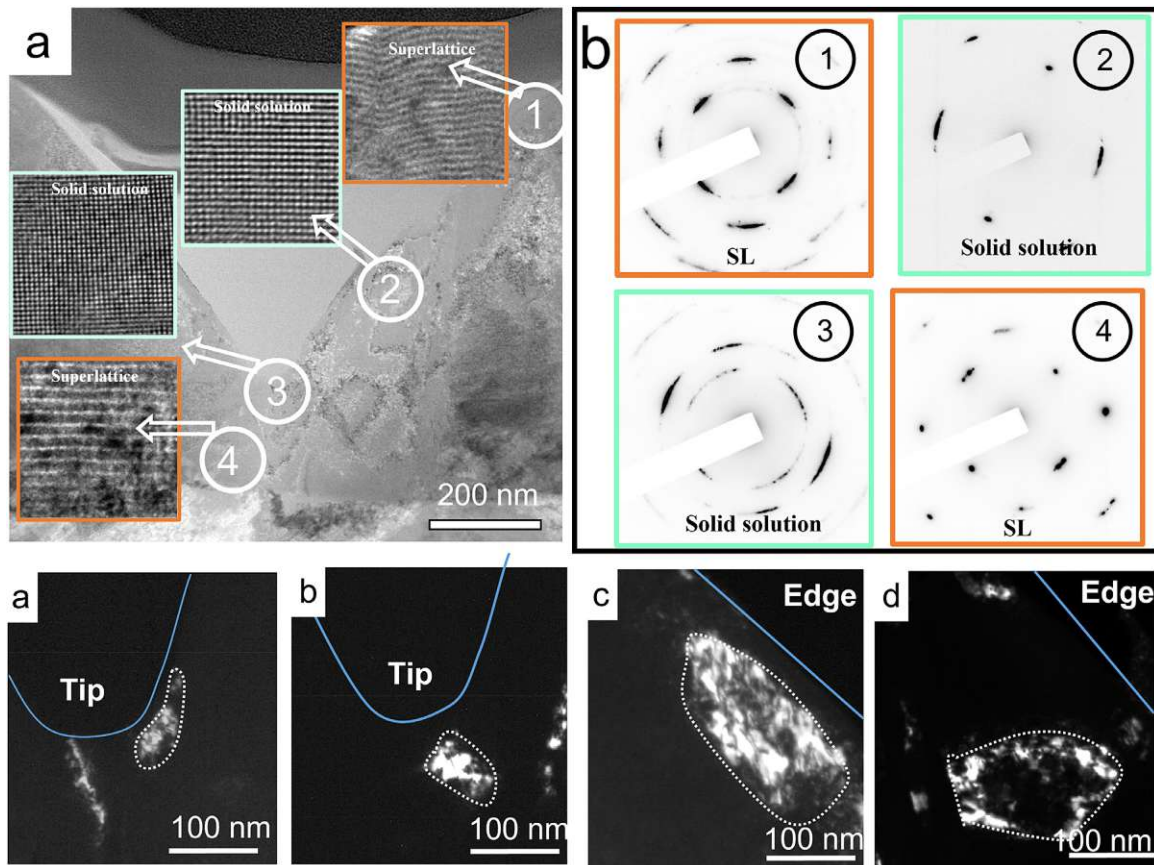 a
Superlattice
1
Solid solution
2
Solid solution
3
Superlattice
4
200 nm
b
1
SL
2
Solid solution
3
Solid solution
4
SL
a
Tip
100 nm
b
Tip
100 nm
c
Edge
100 nm
d
Edge
100 nm